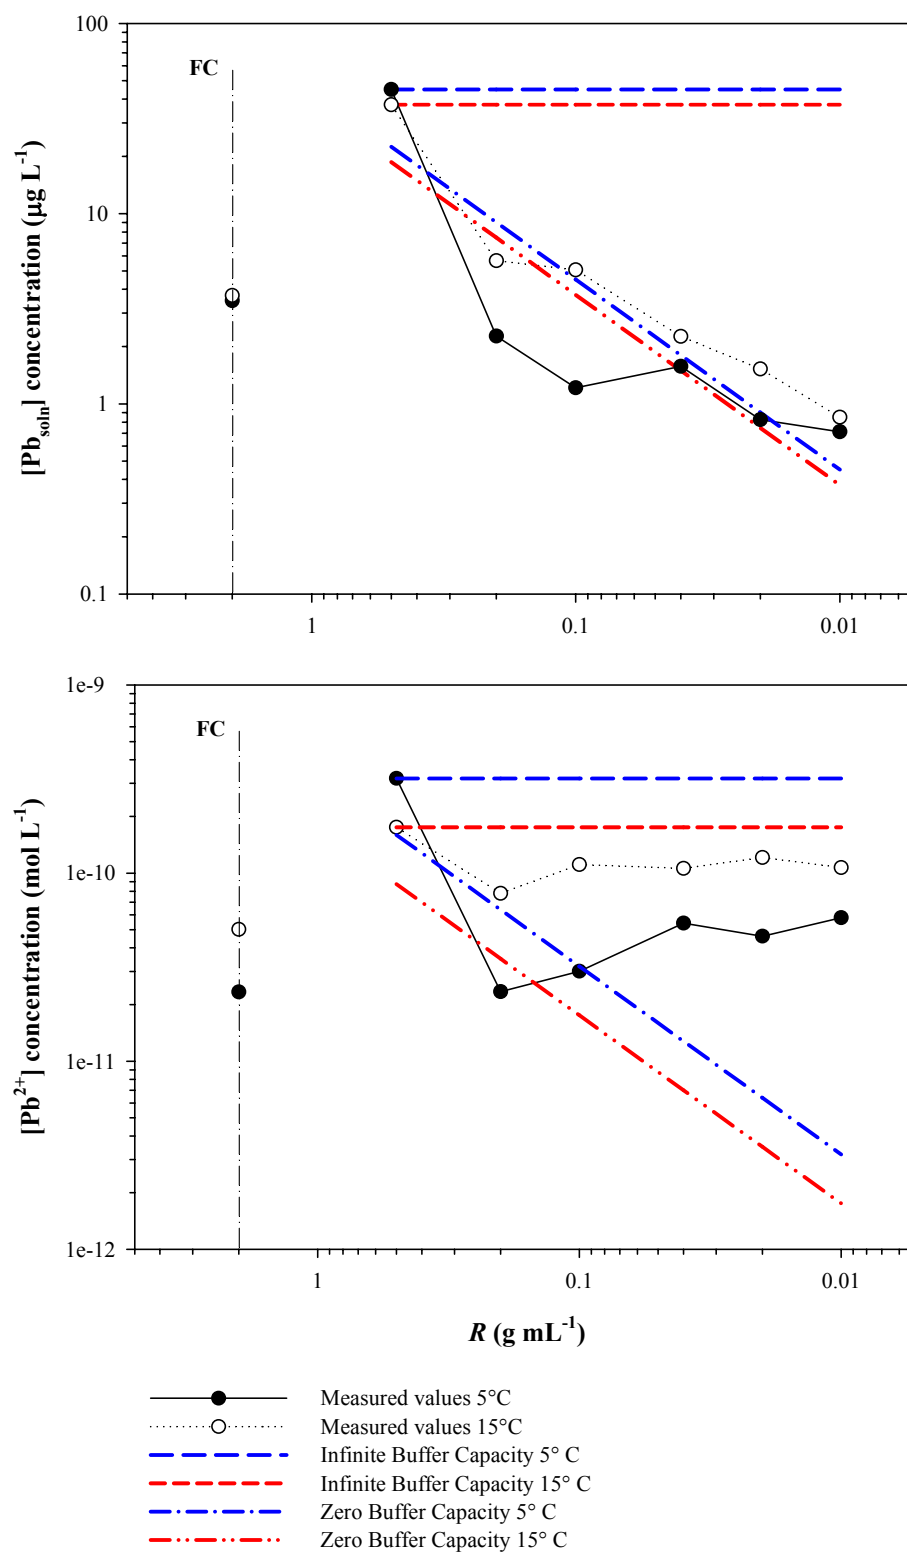 100
FC
10
1
0.1
1
0.1
0.01
[Pb_soln] concentration (µg L⁻¹)
1e-9
FC
1e-10
1e-11
1e-12
1
0.1
0.01
[Pb²⁺] concentration (mol L⁻¹)
R (g mL⁻¹)
Measured values 5°C
Measured values 15°C
Infinite Buffer Capacity 5° C
Infinite Buffer Capacity 15° C
Zero Buffer Capacity 5° C
Zero Buffer Capacity 15° C